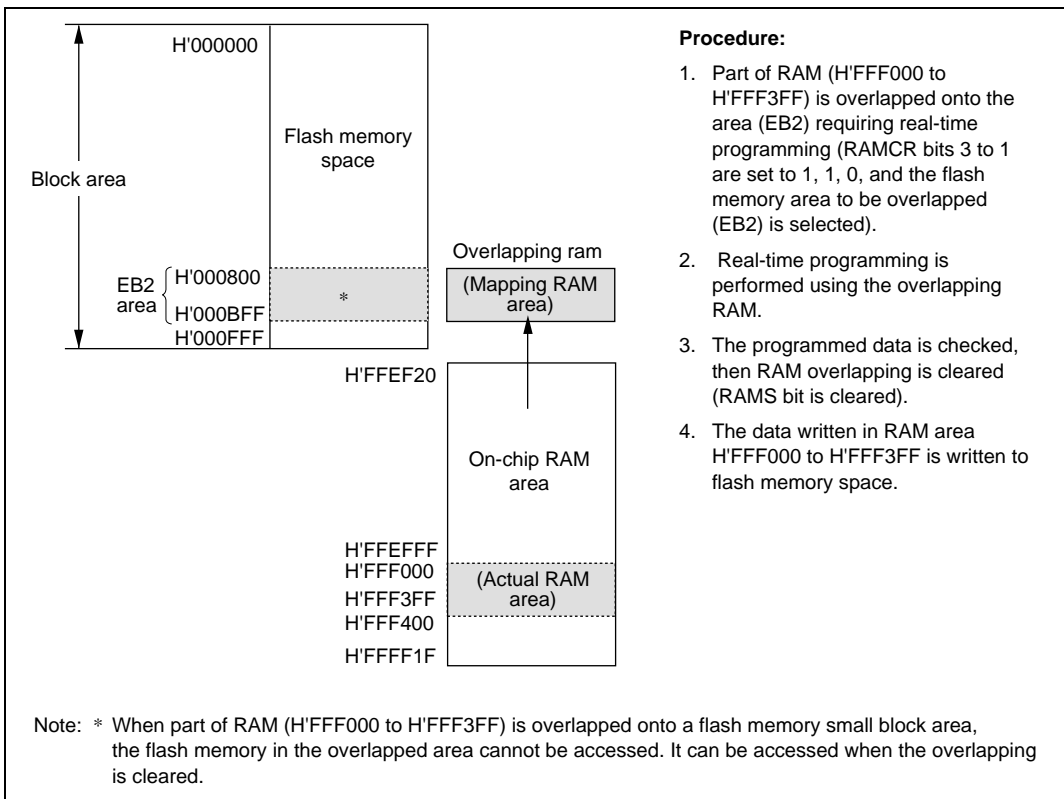 H'000000
Flash memory
space
Block area
EB2
area
H'000800
H'000BFF
H'000FFF
*
Overlapping ram
(Mapping RAM
area)
H'FFEF20
On-chip RAM
area
H'FFEFFF
H'FFF000
H'FFF3FF
H'FFF400
H'FFFF1F
(Actual RAM
area)
Procedure:
1. Part of RAM (H'FFF000 to
H'FFF3FF) is overlapped onto the
area (EB2) requiring real-time
programming (RAMCR bits 3 to 1
are set to 1, 1, 0, and the flash
memory area to be overlapped
(EB2) is selected).
2. Real-time programming is
performed using the overlapping
RAM.
3. The programmed data is checked,
then RAM overlapping is cleared
(RAMS bit is cleared).
4. The data written in RAM area
H'FFF000 to H'FFF3FF is written to
flash memory space.
Note: * When part of RAM (H'FFF000 to H'FFF3FF) is overlapped onto a flash memory small block area,
the flash memory in the overlapped area cannot be accessed. It can be accessed when the overlapping
is cleared.